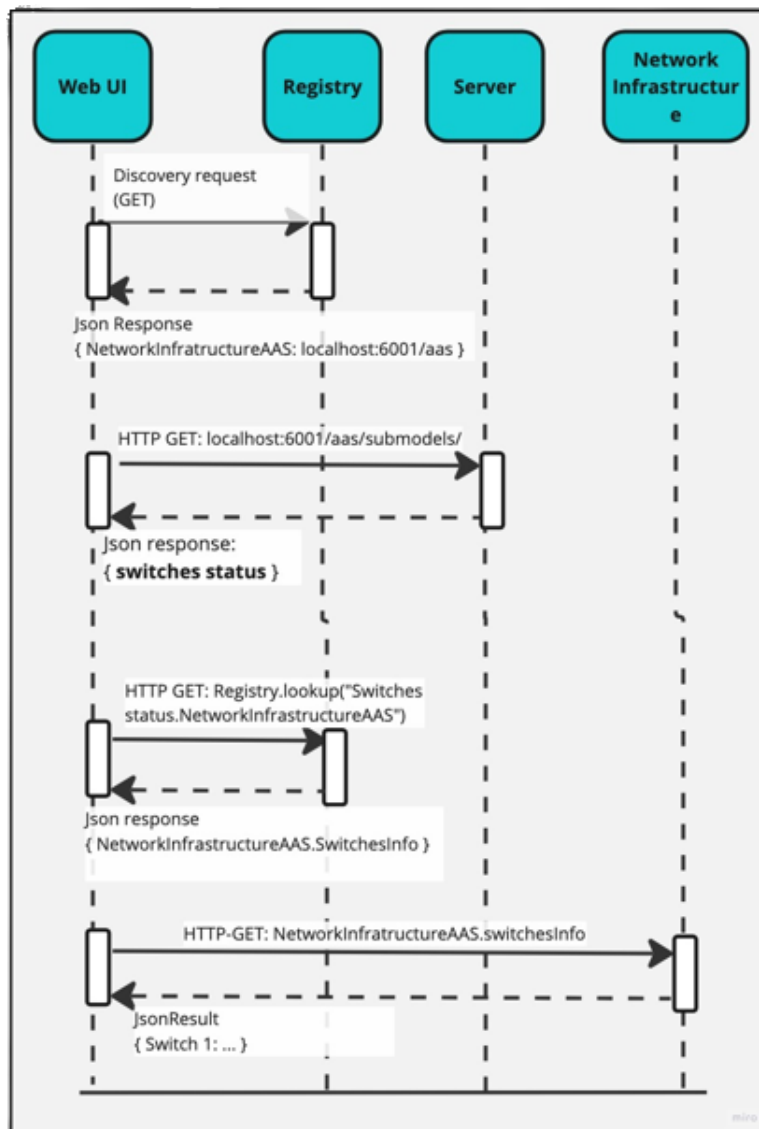 Web UI
Registry
Server
Network
Infrastructur
e
Discovery request
(GET)
Json Response
{ NetworkInfratructureAAS: localhost:6001/aas }
HTTP GET: localhost:6001/aas/submodels/
Json response:
{ switches status }
HTTP GET: Registry.lookup("Switches
status.NetworkInfrastructureAAS")
Json response
{ NetworkInfrastructureAAS.SwitchesInfo }
HTTP-GET: NetworkInfratructureAAS.switchesInfo
JsonResult
{ Switch 1: ... }
miro